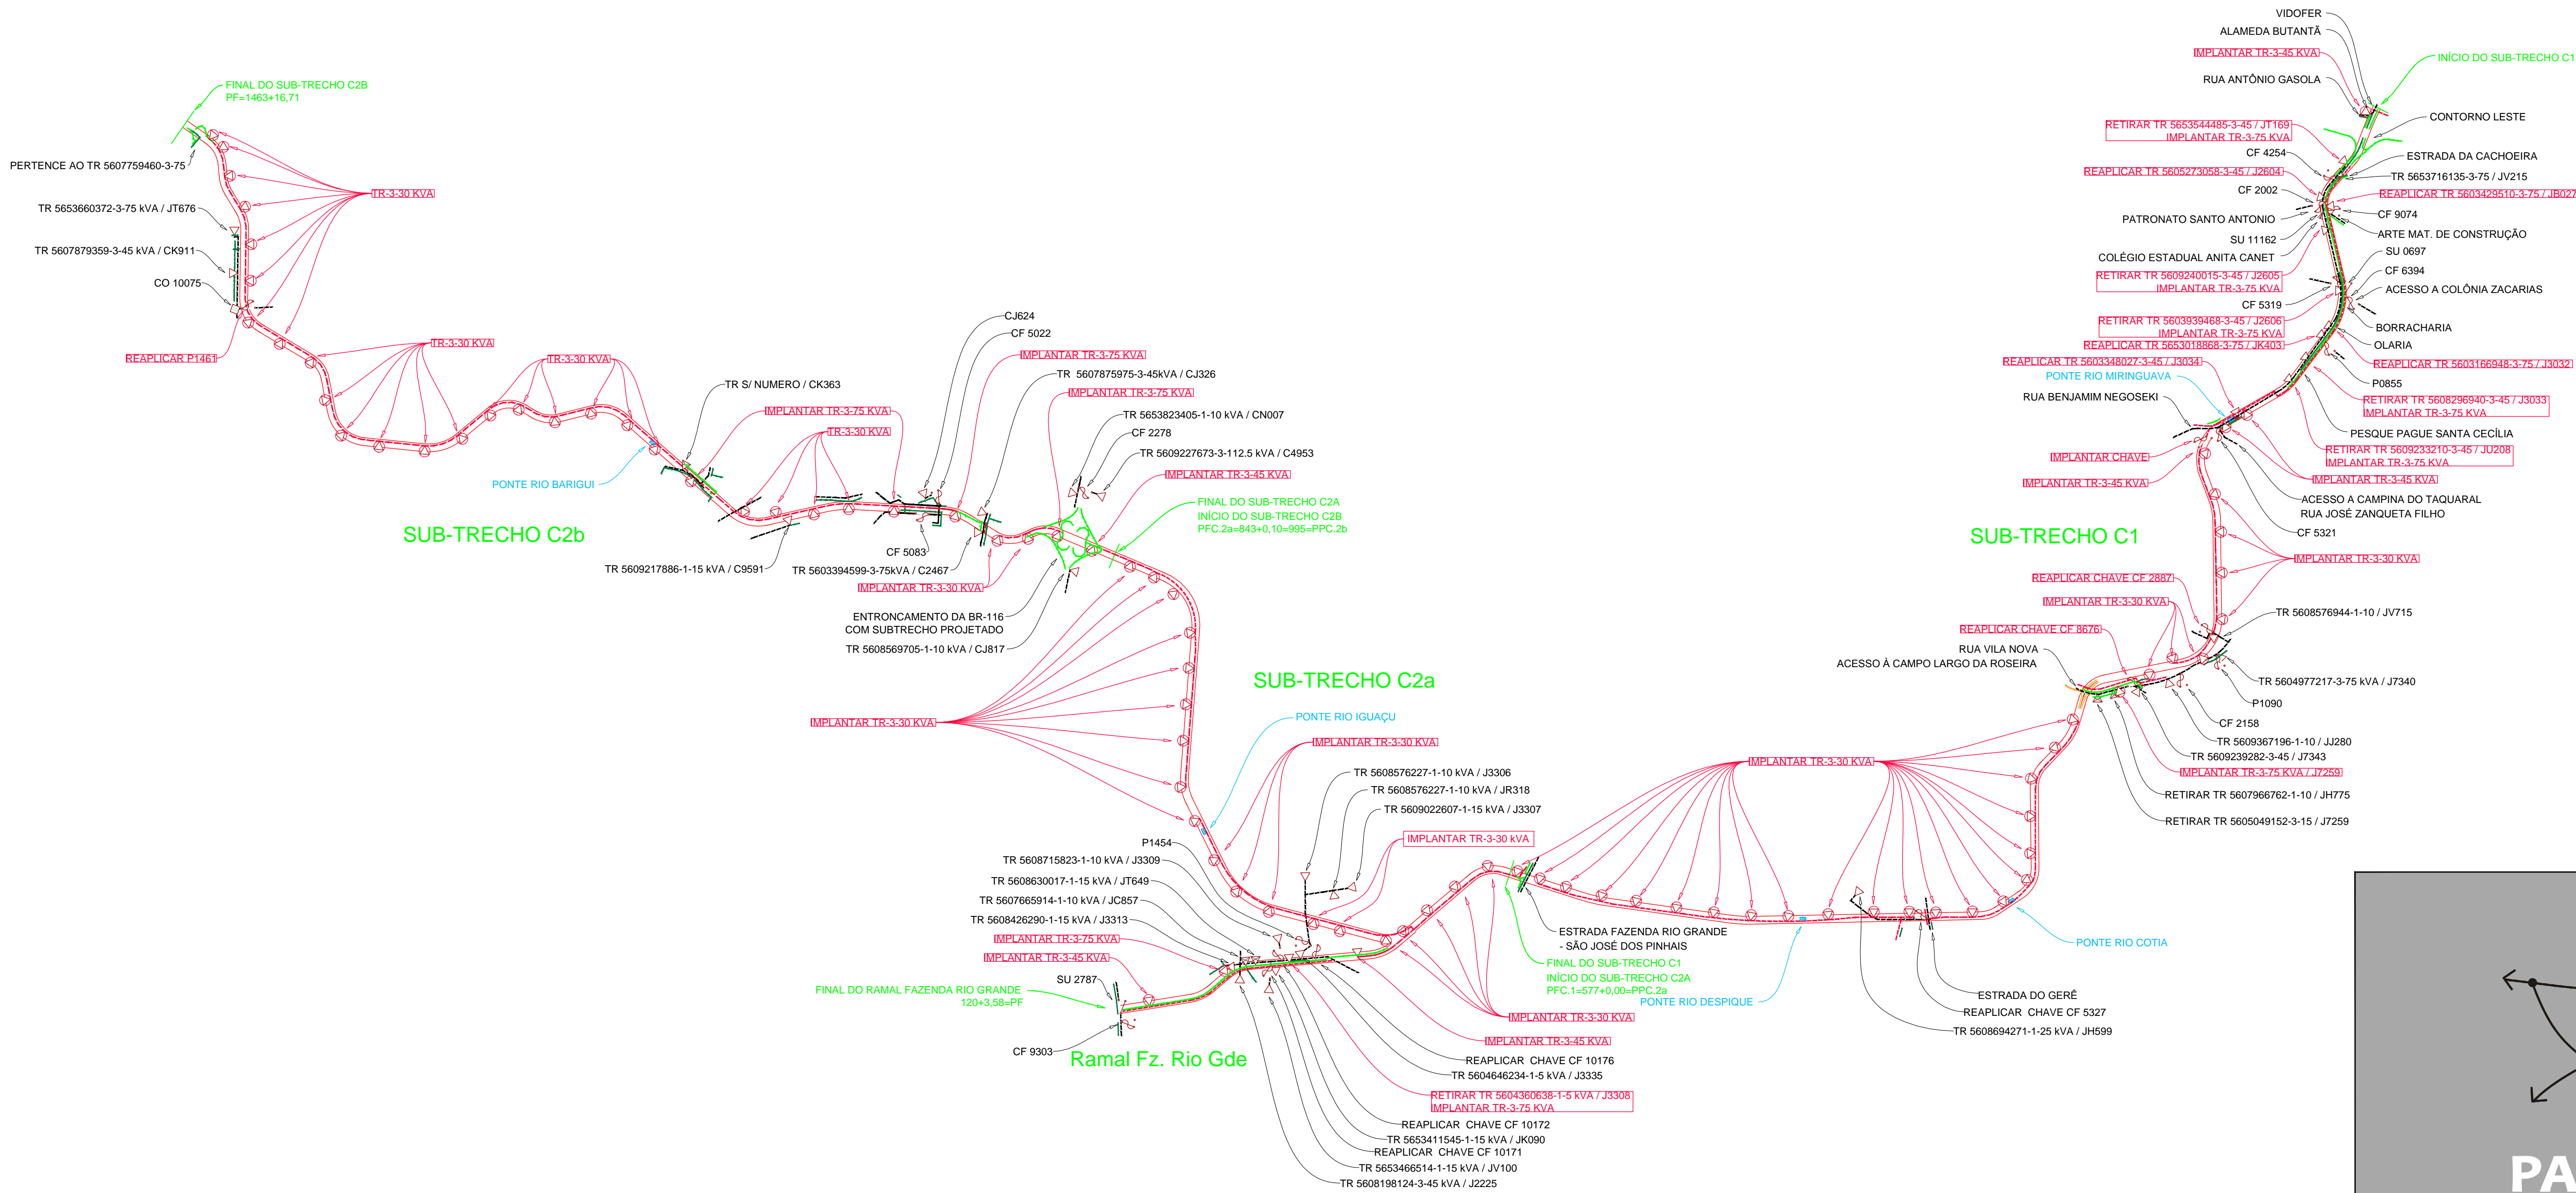 FINAL DO SUB-TRECHO C2B
PF=1463+16,71
PERTENCE AO TR 5607759460-3-75
TR-3-30 KVA
TR 5653660372-3-75 kVA / JT676
TR 5607879359-3-45 kVA / CK911
CO 10075
REAPLICAR P1461
TR-3-30 KVA
TR-3-30 KVA
PONTE RIO BARIGUI
SUB-TRECHO C2b
TR S/ NUMERO / CK363
IMPLANTAR TR-3-75 KVA
TR-3-30 KVA
CJ624
CF 5022
IMPLANTAR TR-3-75 KVA
TR 5607875975-3-45kVA / CJ326
IMPLANTAR TR-3-75 KVA
TR 5653823405-1-10 kVA / CN007
CF 2278
TR 5609227673-3-112.5 kVA / C4953
IMPLANTAR TR-3-45 KVA
FINAL DO SUB-TRECHO C2A
INÍCIO DO SUB-TRECHO C2B
PFC.2a=843+0,10=995=PPC.2b
CF 5083
TR 5609217886-1-15 kVA / C9591
TR 5603394599-3-75kVA / C2467
IMPLANTAR TR-3-30 KVA
ENTRONCAMENTO DA BR-116
COM SUBTRECHO PROJETADO
TR 5608569705-1-10 kVA / CJ817
SUB-TRECHO C2a
IMPLANTAR TR-3-30 KVA
PONTE RIO IGUAÇU
IMPLANTAR TR-3-30 KVA
TR 5608576227-1-10 kVA / J3306
TR 5608576227-1-10 kVA / JR318
TR 5609022607-1-15 kVA / J3307
IMPLANTAR TR-3-30 kVA
P1454
TR 5608715823-1-10 kVA / J3309
TR 5608630017-1-15 kVA / JT649
TR 5607665914-1-10 kVA / JC857
TR 5608426290-1-15 kVA / J3313
IMPLANTAR TR-3-75 KVA
IMPLANTAR TR-3-45 KVA
SU 2787
FINAL DO RAMAL FAZENDA RIO GRANDE
120+3,58=PF
CF 9303
Ramal Fz. Rio Gde
ESTRADA FAZENDA RIO GRANDE
- SÃO JOSÉ DOS PINHAIS
FINAL DO SUB-TRECHO C1
INÍCIO DO SUB-TRECHO C2A
PFC.1=577+0,00=PPC.2a
IMPLANTAR TR-3-30 KVA
IMPLANTAR TR-3-45 KVA
REAPLICAR CHAVE CF 10176
TR 5604646234-1-5 kVA / J3335
RETIRAR TR 5604360638-1-5 kVA / J3308
IMPLANTAR TR-3-75 KVA
REAPLICAR CHAVE CF 10172
TR 5653411545-1-15 kVA / JK090
REAPLICAR CHAVE CF 10171
TR 5653466514-1-15 kVA / JV100
TR 5608198124-3-45 kVA / J2225
IMPLANTAR TR-3-30 KVA
PONTE RIO DESPIQUE
PONTE RIO COTIA
ESTRADA DO GERÊ
REAPLICAR CHAVE CF 5327
TR 5608694271-1-25 kVA / JH599
VIDOFER
ALAMEDA BUTANTÃ
IMPLANTAR TR-3-45 KVA
RUA ANTÔNIO GASOLA
INÍCIO DO SUB-TRECHO C1
CONTORNO LESTE
RETIRAR TR 5653544485-3-45 / JT169
IMPLANTAR TR-3-75 KVA
CF 4254
ESTRADA DA CACHOEIRA
REAPLICAR TR 5605273058-3-45 / J2604
TR 5653716135-3-75 / JV215
CF 2002
REAPLICAR TR 5603429510-3-75 / JB027
PATRONATO SANTO ANTONIO
CF 9074
SU 11162
ARTE MAT. DE CONSTRUÇÃO
COLÉGIO ESTADUAL ANITA CANET
SU 0697
RETIRAR TR 5609240015-3-45 / J2605
IMPLANTAR TR-3-75 KVA
CF 6394
ACESSO A COLÔNIA ZACARIAS
CF 5319
RETIRAR TR 5603939468-3-45 / J2606
IMPLANTAR TR-3-75 KVA
BORRACHARIA
REAPLICAR TR 5653018868-3-75 / JK403
OLARIA
REAPLICAR TR 5603348027-3-45 / J3034
REAPLICAR TR 5603166948-3-75 / J3032
PONTE RIO MIRINGUAVA
P0855
RUA BENJAMIM NEGOSEKI
RETIRAR TR 5608296940-3-45 / J3033
IMPLANTAR TR-3-75 KVA
PESQUE PAGUE SANTA CECÍLIA
IMPLANTAR CHAVE
RETIRAR TR 5609233210-3-45 / JU208
IMPLANTAR TR-3-75 KVA
IMPLANTAR TR-3-45 KVA
IMPLANTAR TR-3-45 KVA
ACESSO A CAMPINA DO TAQUARAL
RUA JOSÉ ZANQUETA FILHO
CF 5321
SUB-TRECHO C1
IMPLANTAR TR-3-30 KVA
REAPLICAR CHAVE CF 2887
IMPLANTAR TR-3-30 KVA
TR 5608576944-1-10 / JV715
REAPLICAR CHAVE CF 8676
RUA VILA NOVA
ACESSO À CAMPO LARGO DA ROSEIRA
TR 5604977217-3-75 kVA / J7340
P1090
CF 2158
TR 5609367196-1-10 / JJ280
TR 5609239282-3-45 / J7343
IMPLANTAR TR-3-75 KVA / J7259
RETIRAR TR 5607966762-1-10 / JH775
RETIRAR TR 5605049152-3-15 / J7259
PA